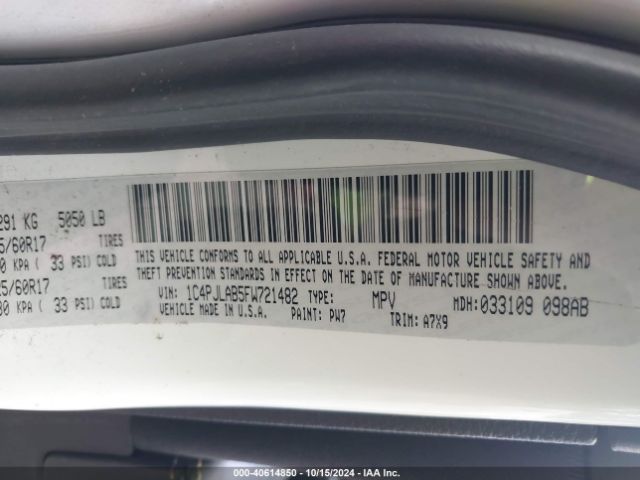 291 KG 5050 LB
5/60R17 TIRES
0 KPA ( 33 PSI) COLD
5/60R17 TIRES
30 KPA ( 33 PSI) COLD
THIS VEHICLE CONFORMS TO ALL APPLICABLE U.S.A. FEDERAL MOTOR VEHICLE SAFETY AND
THEFT PREVENTION STANDARDS IN EFFECT ON THE DATE OF MANUFACTURE SHOWN ABOVE.
VIN: 1C4PJLAB5FW721482 TYPE: MPV MDH:033109 098AB
VEHICLE MADE IN U.S.A. PAINT: PW7 TRIM: A7X9
000-40614850 - 10/15/2024 - IAA Inc.